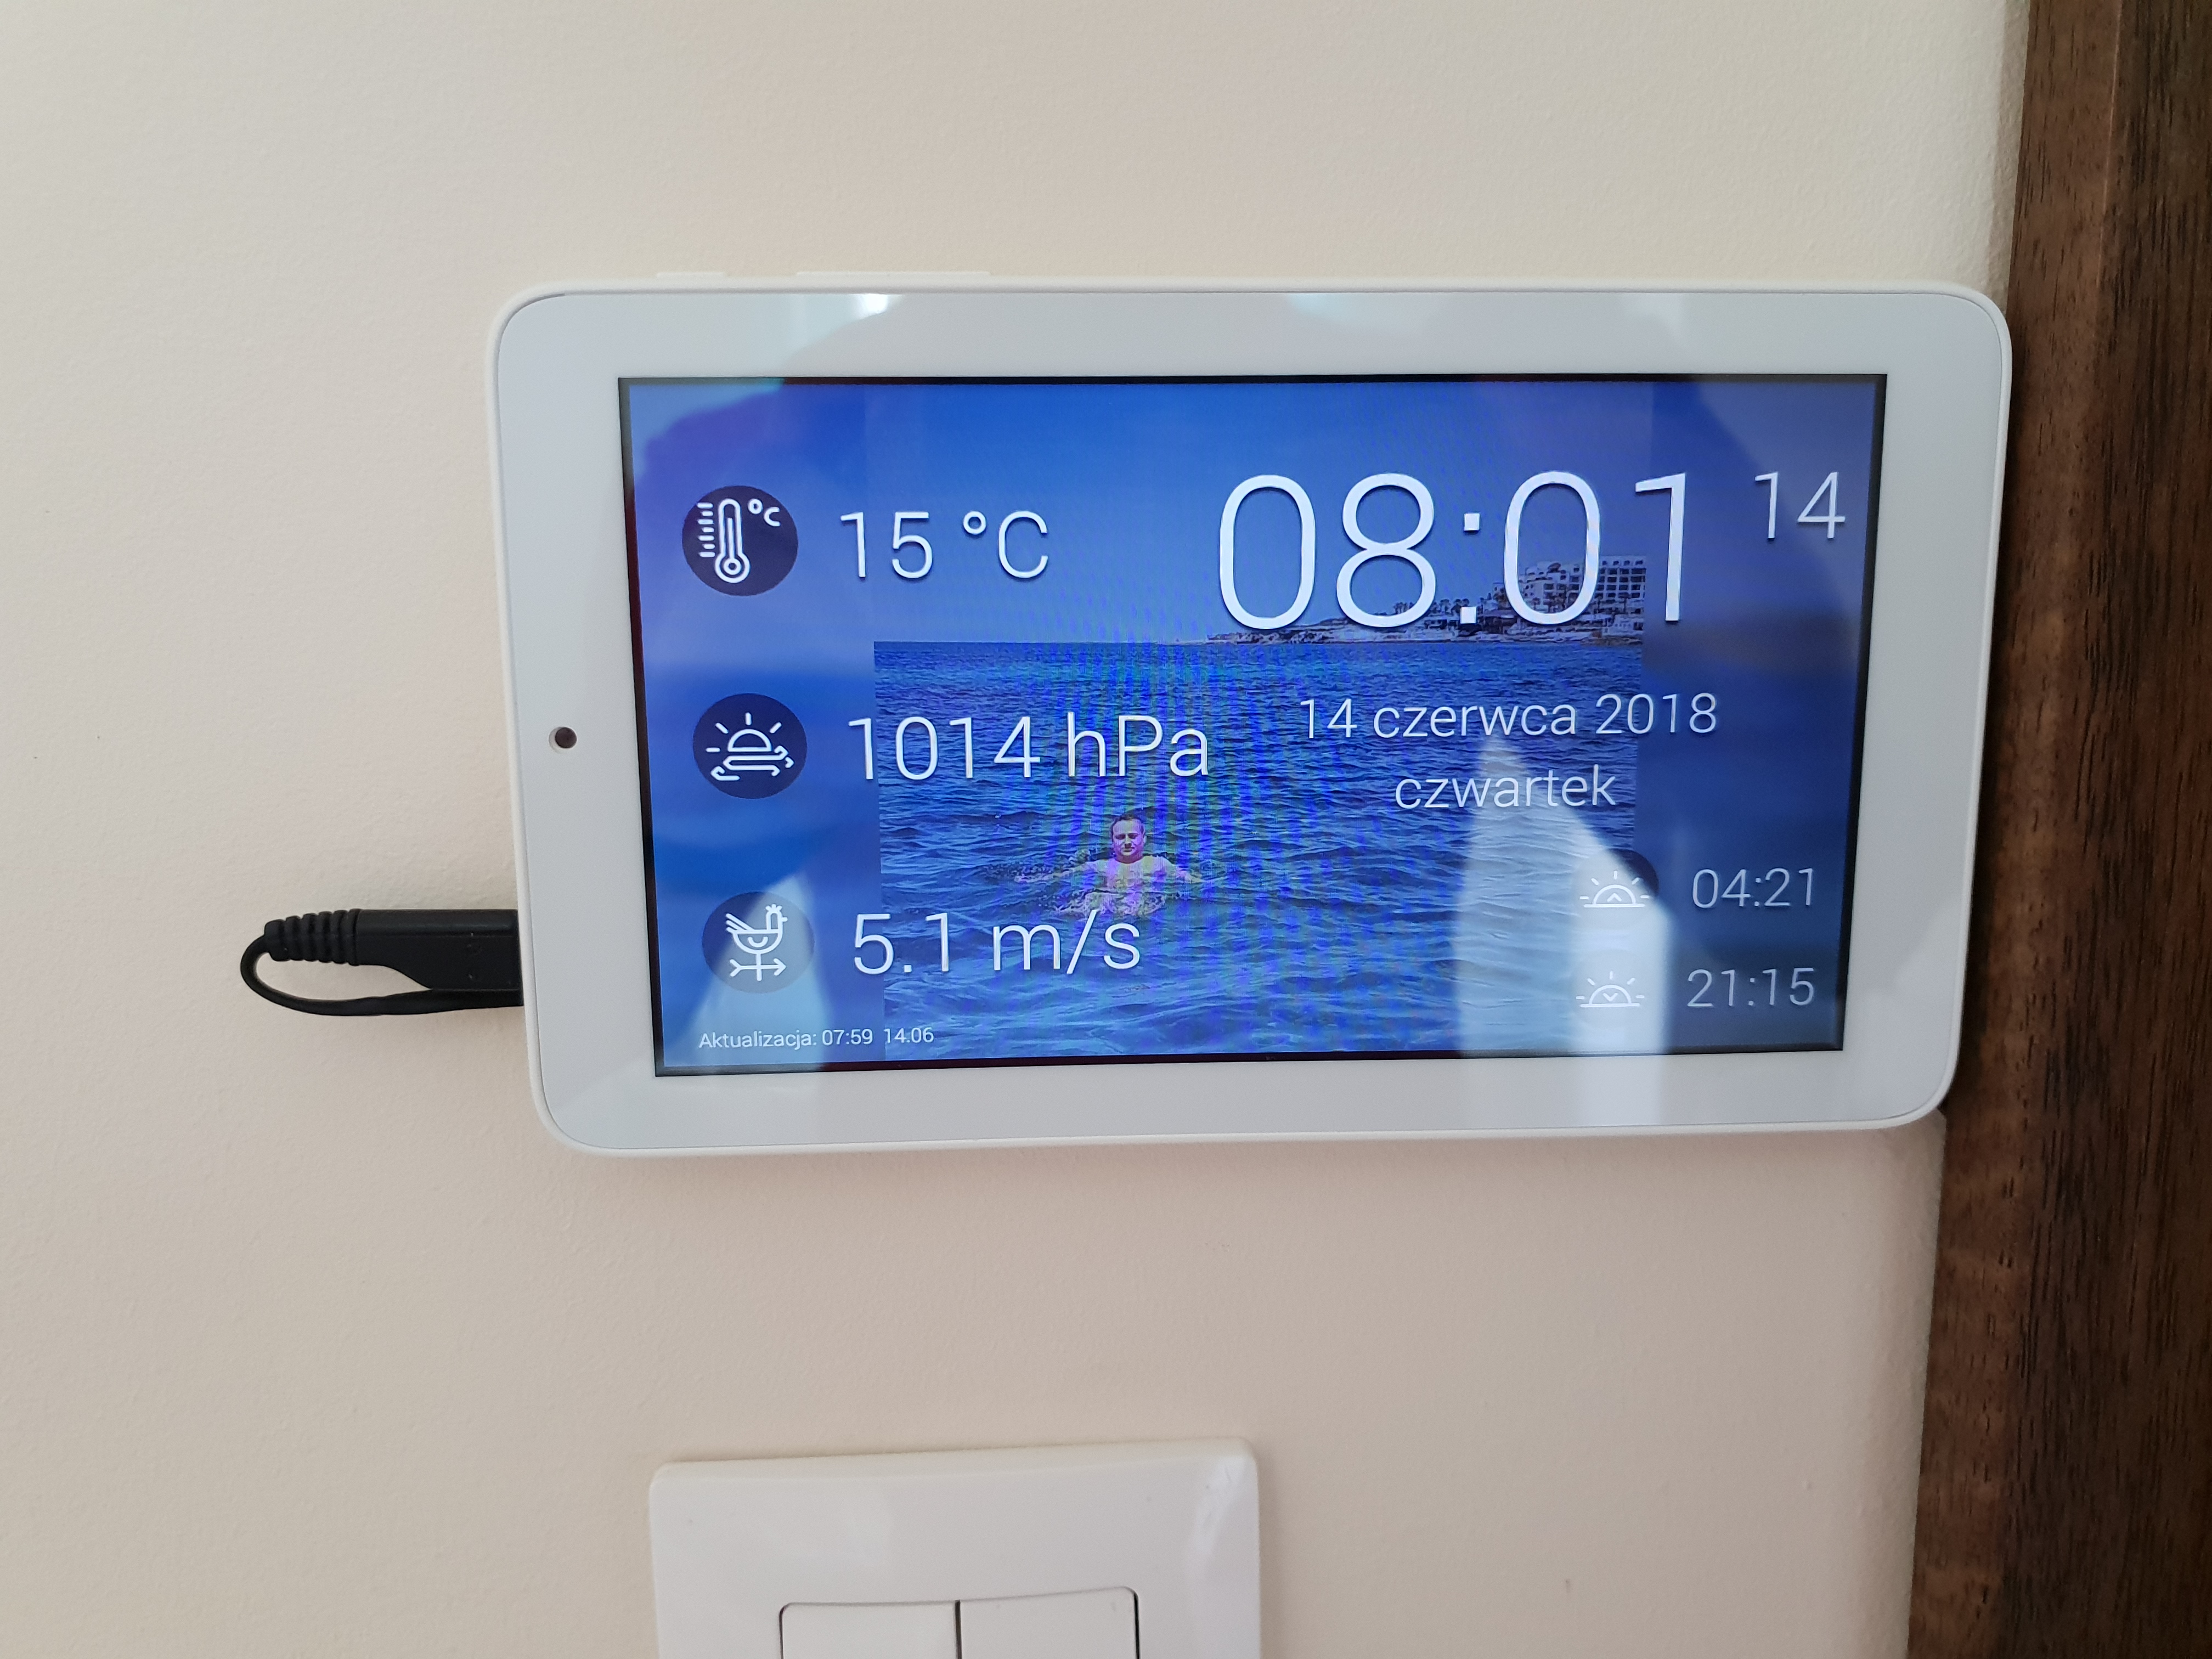 °C
15 °C
08:01 14
1014 hPa
14 czerwca 2018
czwartek
5.1 m/s
04:21
21:15
Aktualizacja: 07:59 14.06